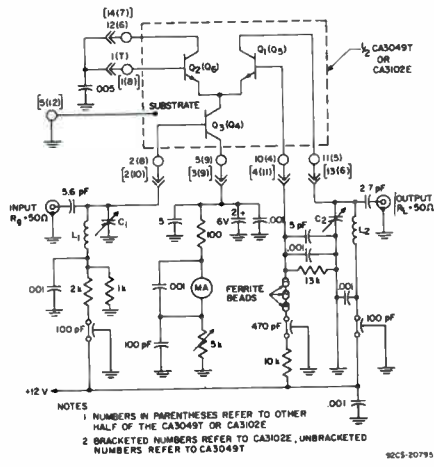 [14(7)]
12(6)
1(7)
[1(8)]
.005
Q2(Q6)
Q1(Q5)
1/2 CA3049T
OR
CA3102E
[5(12)]
SUBSTRATE
Q3(Q4)
2(8)
[2(10)]
5(9)
[3(9)]
10(4)
[4(11)]
11(5)
[13(6)]
INPUT
Rg=50Ω
5.6 pF
C1
L1
5
100
2 +
6V
.001
5 pF
.001
C2
L2
2.7 pF
OUTPUT
RL=50Ω
.001
2k
1k
.001
MA
FERRITE
BEADS
13k
.001
100 pF
100 pF
5k
470 pF
10k
100 pF
+12 V
.001
NOTES
1 NUMBERS IN PARENTHESES REFER TO OTHER
HALF OF THE CA3049T OR CA3102E
2 BRACKETED NUMBERS REFER TO CA3102E, UNBRACKETED
NUMBERS REFER TO CA3049T
92CS-20795